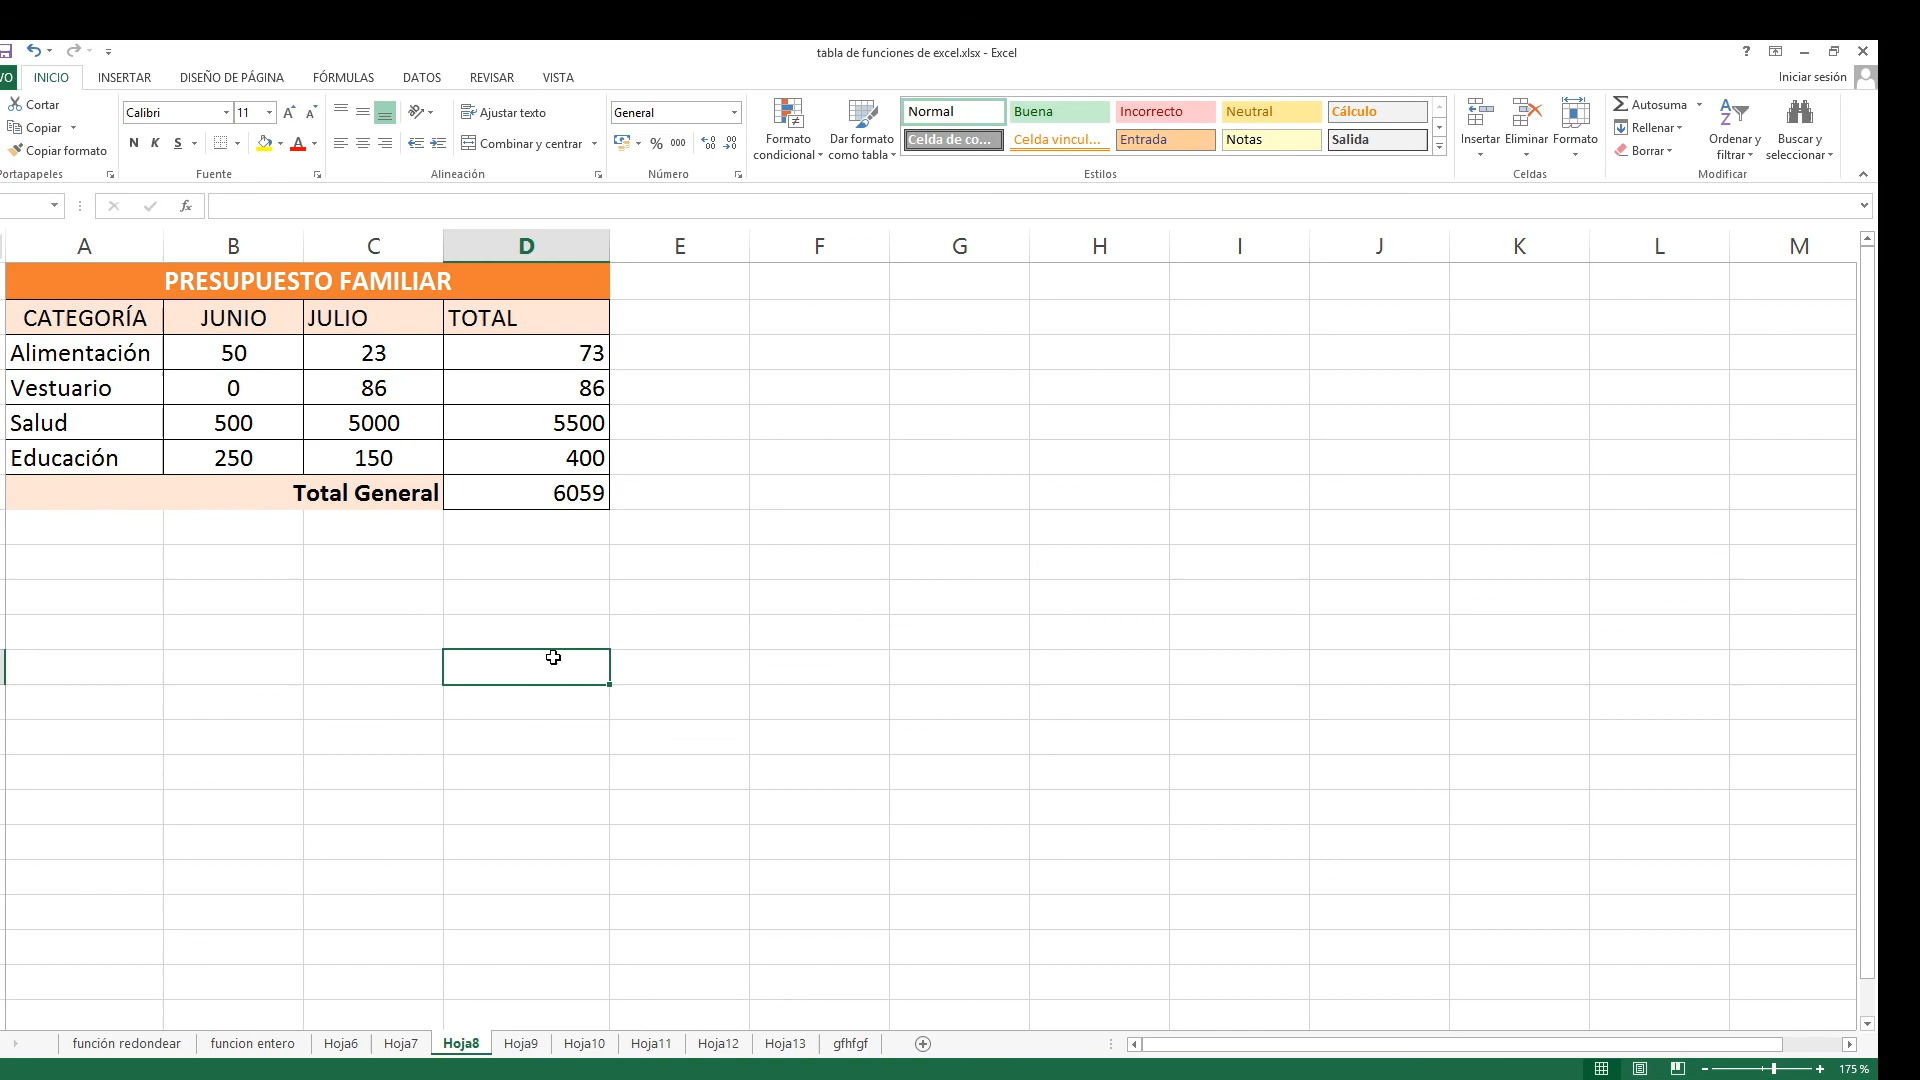 tabla de funciones de excel.xlsx - Excel
VO INICIO INSERTAR DISEÑO DE PÁGINA FÓRMULAS DATOS REVISAR VISTA Iniciar sesión
Cortar
Copiar
Copiar formato
Portapapeles
Calibri 11
N K S
Fuente
Ajustar texto
Combinar y centrar
Alineación
General
% 000
Número
Formato condicional
Dar formato como tabla
Normal Buena Incorrecto Neutral Cálculo
Celda de co... Celda vincul... Entrada Notas Salida
Estilos
Insertar Eliminar Formato
Celdas
Autosuma
Rellenar
Borrar
Ordenar y filtrar
Buscar y seleccionar
Modificar
fx
A B C D E F G H I J K L M
PRESUPUESTO FAMILIAR
CATEGORÍA JUNIO JULIO TOTAL
Alimentación 50 23 73
Vestuario 0 86 86
Salud 500 5000 5500
Educación 250 150 400
Total General 6059
función redondear funcion entero Hoja6 Hoja7 Hoja8 Hoja9 Hoja10 Hoja11 Hoja12 Hoja13 gfhfgf
175 %